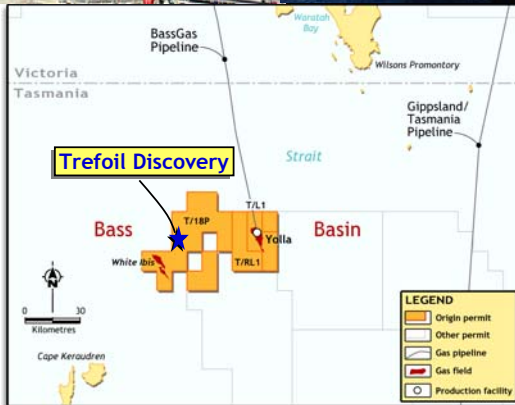 Waratah
Bay
BassGas
Pipeline
Wilsons Promontory
Victoria
Tasmania
Gippsland/
Tasmania
Pipeline
Strait
Trefoil Discovery
T/L1
T/18P
Bass
Yolla
Basin
White Ibis
T/RL1
N
0 30
Kilometres
Cape Keraudren
LEGEND
Origin permit
Other permit
Gas pipeline
Gas field
Production facility